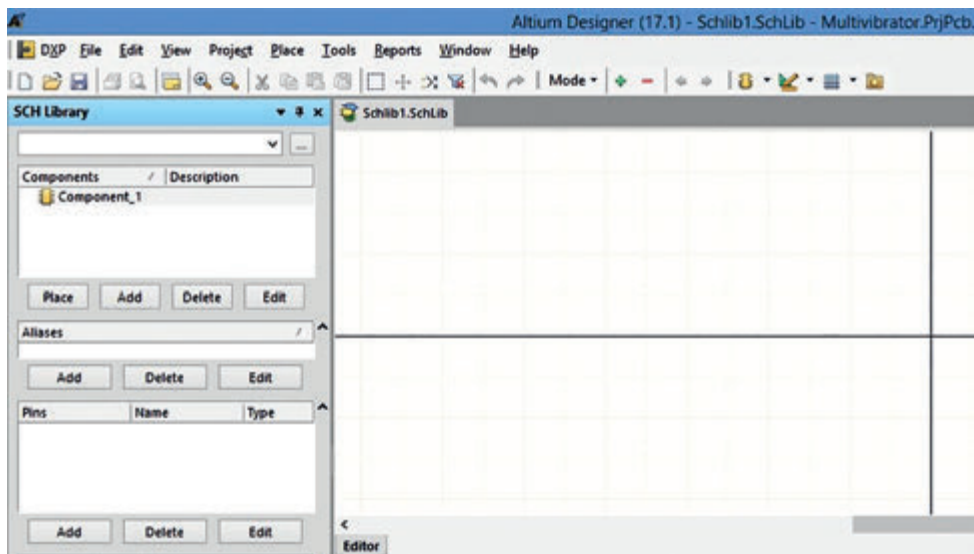 Altium Designer (17.1) - Schlib1.SchLib - Multivibrator.PrjPcb.
DXP File Edit View Project Place Tools Reports Window Help
Mode
SCH Library
Schlib1.SchLib
...
Components / Description
Component_1
Place Add Delete Edit
Aliases /
Add Delete Edit
Pins Name Type
Add Delete Edit
Editor